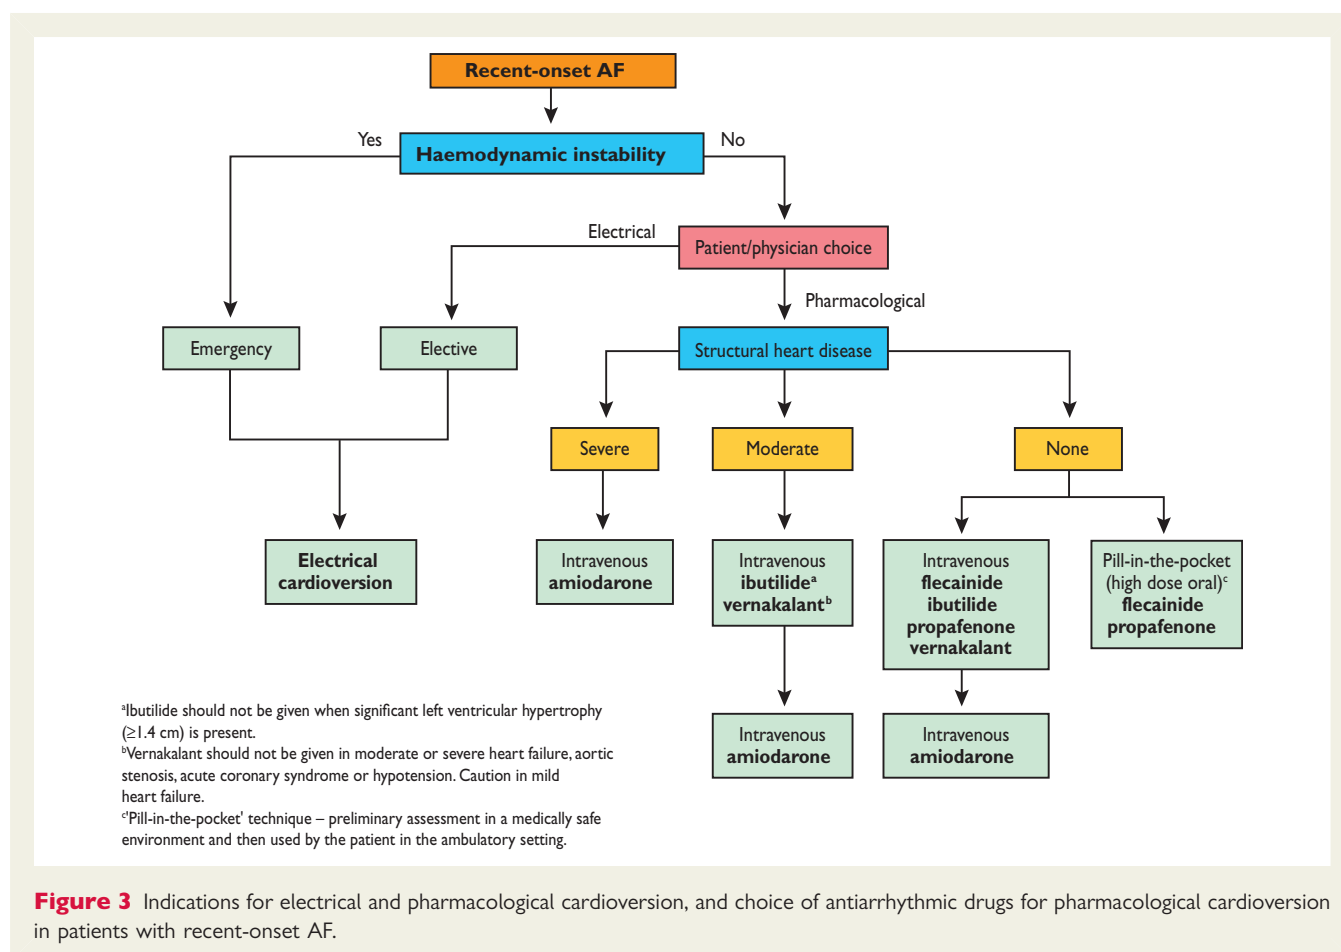 Recent-onset AF
Yes
Haemodynamic instability
No
Electrical
Patient/physician choice
Pharmacological
Emergency
Elective
Structural heart disease
Severe
Moderate
None
Electrical
cardioversion
Intravenous
amiodarone
Intravenous
ibutilideᵃ
vernakalantᵇ
Intravenous
flecainide
ibutilide
propafenone
vernakalant
Pill-in-the-pocket
(high dose oral)ᶜ
flecainide
propafenone
Intravenous
amiodarone
Intravenous
amiodarone
ᵃIbutilide should not be given when significant left ventricular hypertrophy
(≥1.4 cm) is present.
ᵇVernakalant should not be given in moderate or severe heart failure, aortic
stenosis, acute coronary syndrome or hypotension. Caution in mild
heart failure.
ᶜ'Pill-in-the-pocket' technique – preliminary assessment in a medically safe
environment and then used by the patient in the ambulatory setting.
Figure 3 Indications for electrical and pharmacological cardioversion, and choice of antiarrhythmic drugs for pharmacological cardioversion
in patients with recent-onset AF.